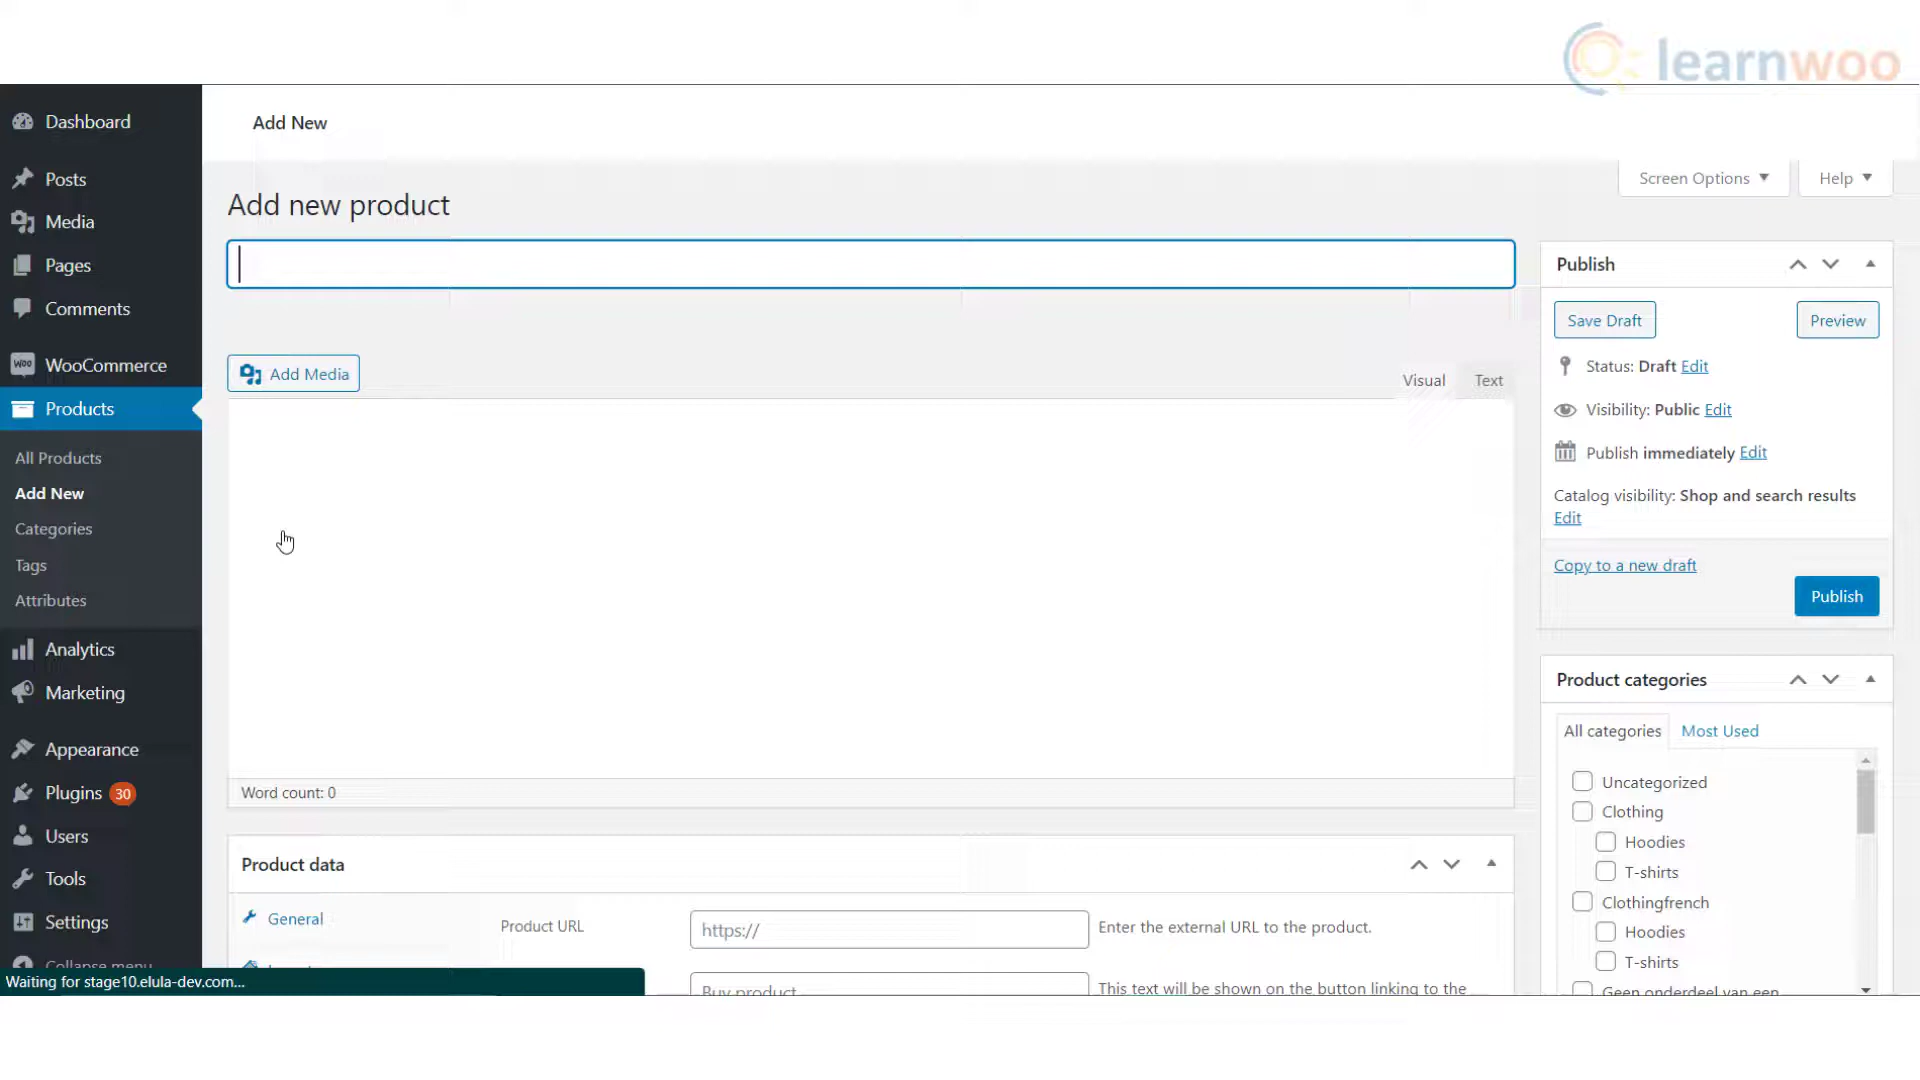 learnwoo
Dashboard
Posts
Media
Pages
Comments
WooCommerce
Products
All Products
Add New
Categories
Tags
Attributes
Analytics
Marketing
Appearance
Plugins 30
Users
Tools
Settings
Collapse menu
Waiting for stage10.elula-dev.com...
Add New
Screen Options
Help
Add new product
Add Media
Visual
Text
Word count: 0
Product data
General
Product URL
https://
Enter the external URL to the product.
Buy product
This text will be shown on the button linking to the
Publish
Save Draft
Preview
Status: Draft Edit
Visibility: Public Edit
Publish immediately Edit
Catalog visibility: Shop and search results
Edit
Copy to a new draft
Publish
Product categories
All categories
Most Used
Uncategorized
Clothing
Hoodies
T-shirts
Clothingfrench
Hoodies
T-shirts
Geen onderdeel van een